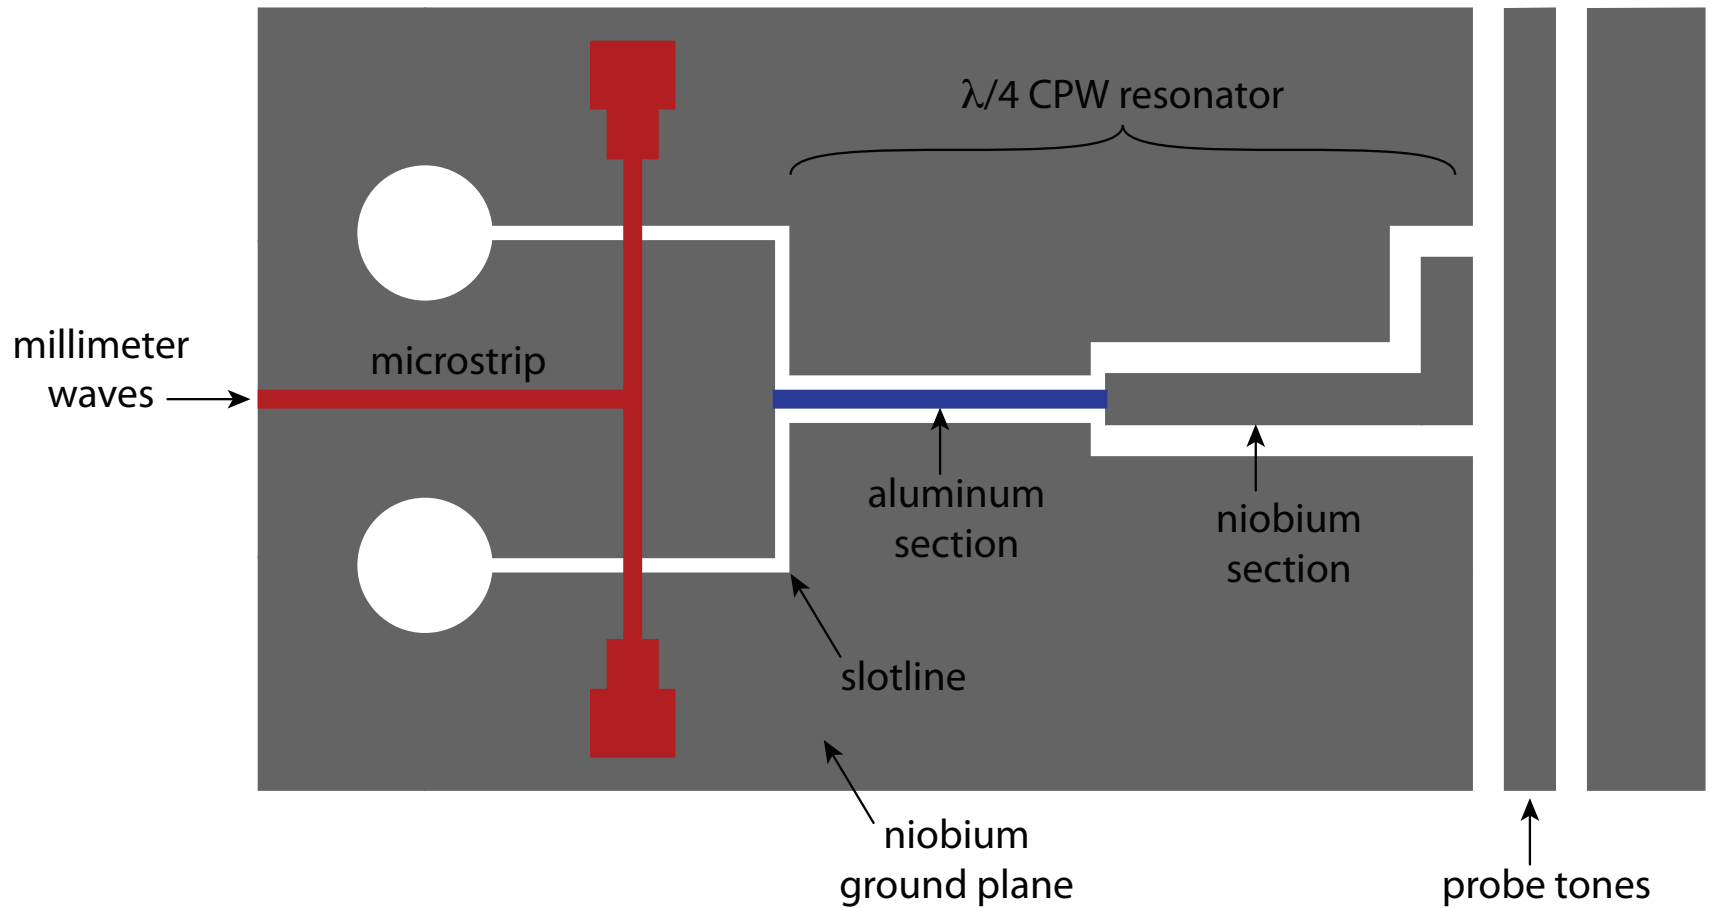 λ/4 CPW resonator
millimeter
waves
microstrip
aluminum
section
niobium
section
slotline
niobium
ground plane
probe tones